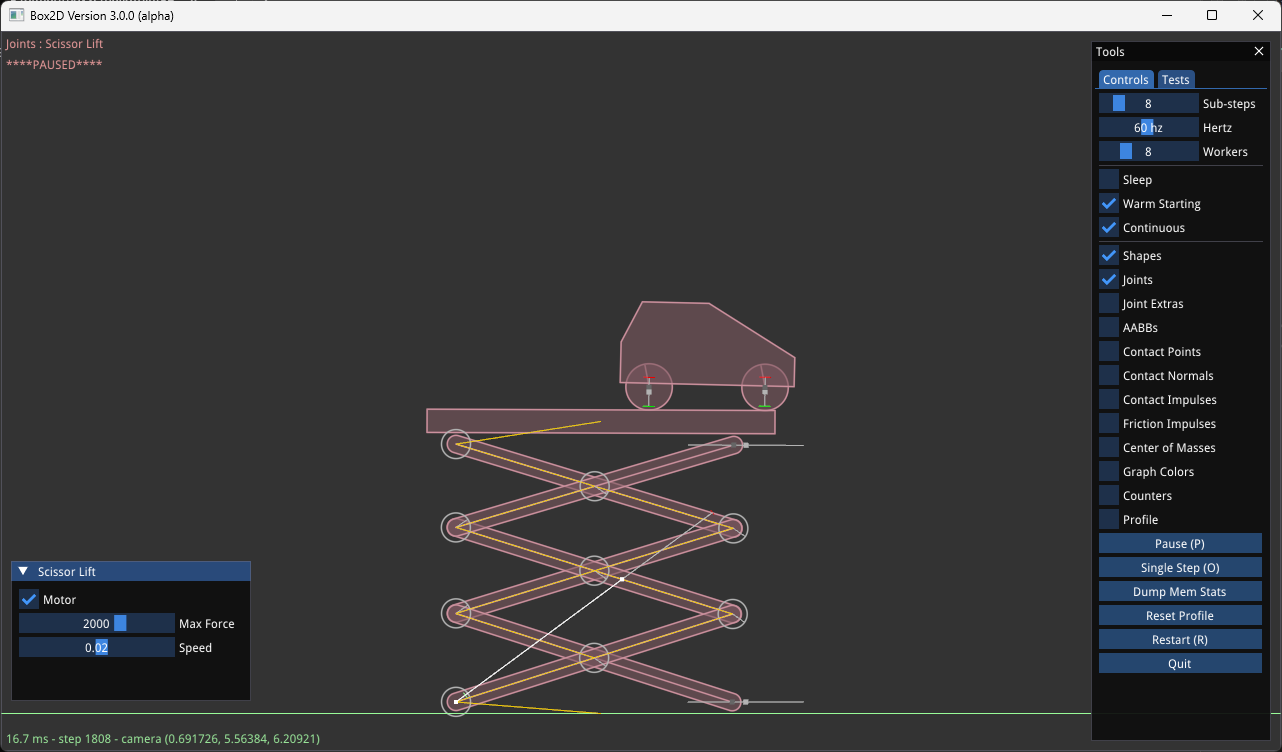 Box2D Version 3.0.0 (alpha)
Joints : Scissor Lift
****PAUSED****
Tools
Controls Tests
8 Sub-steps
60 hz Hertz
8 Workers
Sleep
Warm Starting
Continuous
Shapes
Joints
Joint Extras
AABBs
Contact Points
Contact Normals
Contact Impulses
Friction Impulses
Center of Masses
Graph Colors
Counters
Profile
Pause (P)
Single Step (O)
Dump Mem Stats
Reset Profile
Restart (R)
Quit
Scissor Lift
Motor
2000 Max Force
0.02 Speed
16.7 ms - step 1808 - camera (0.691726, 5.56384, 6.20921)